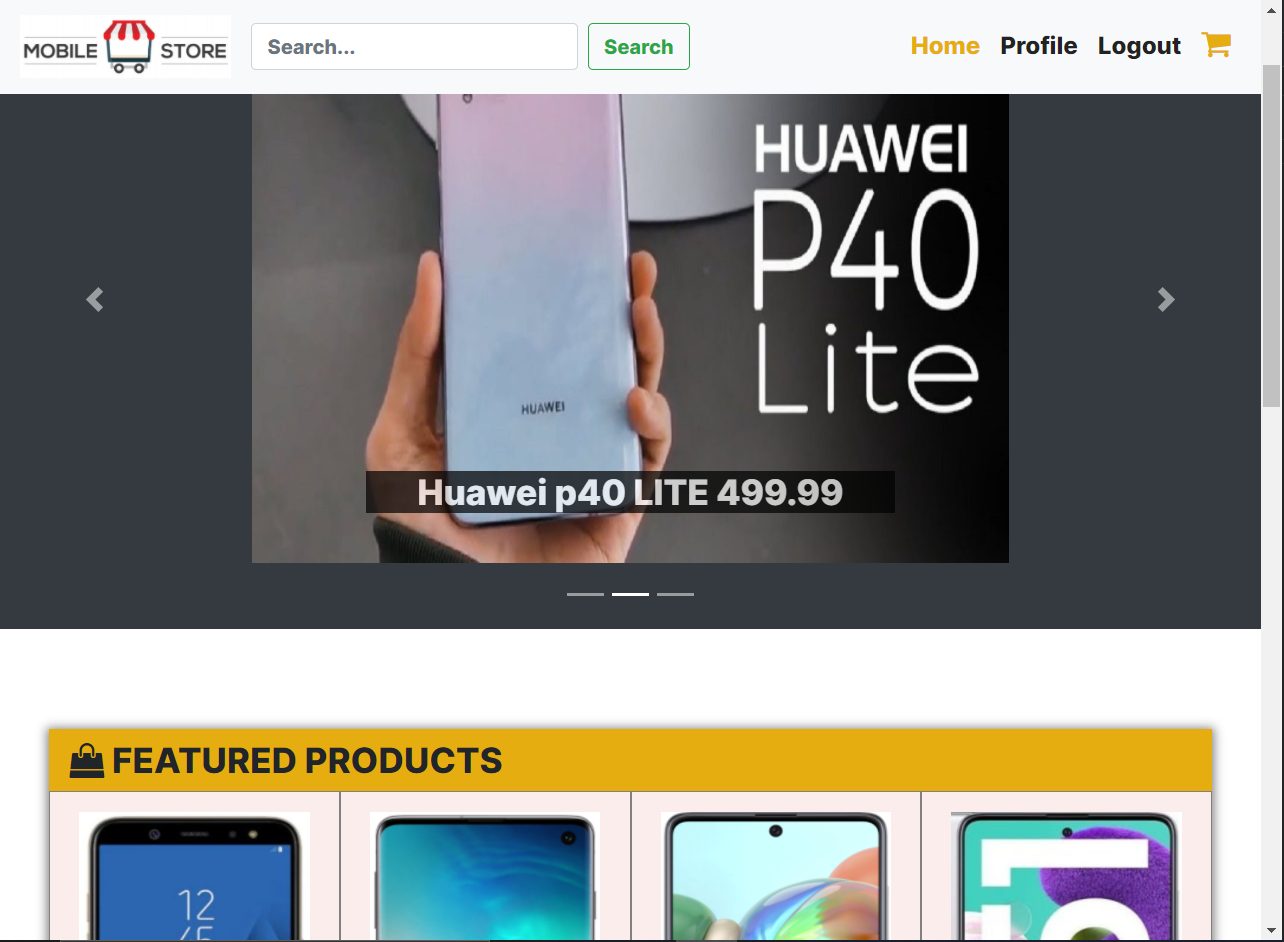 MOBILE STORE
Search...
Search
Home
Profile
Logout
HUAWEI
P40
Lite
HUAWEI
Huawei p40 LITE 499.99
FEATURED PRODUCTS
12